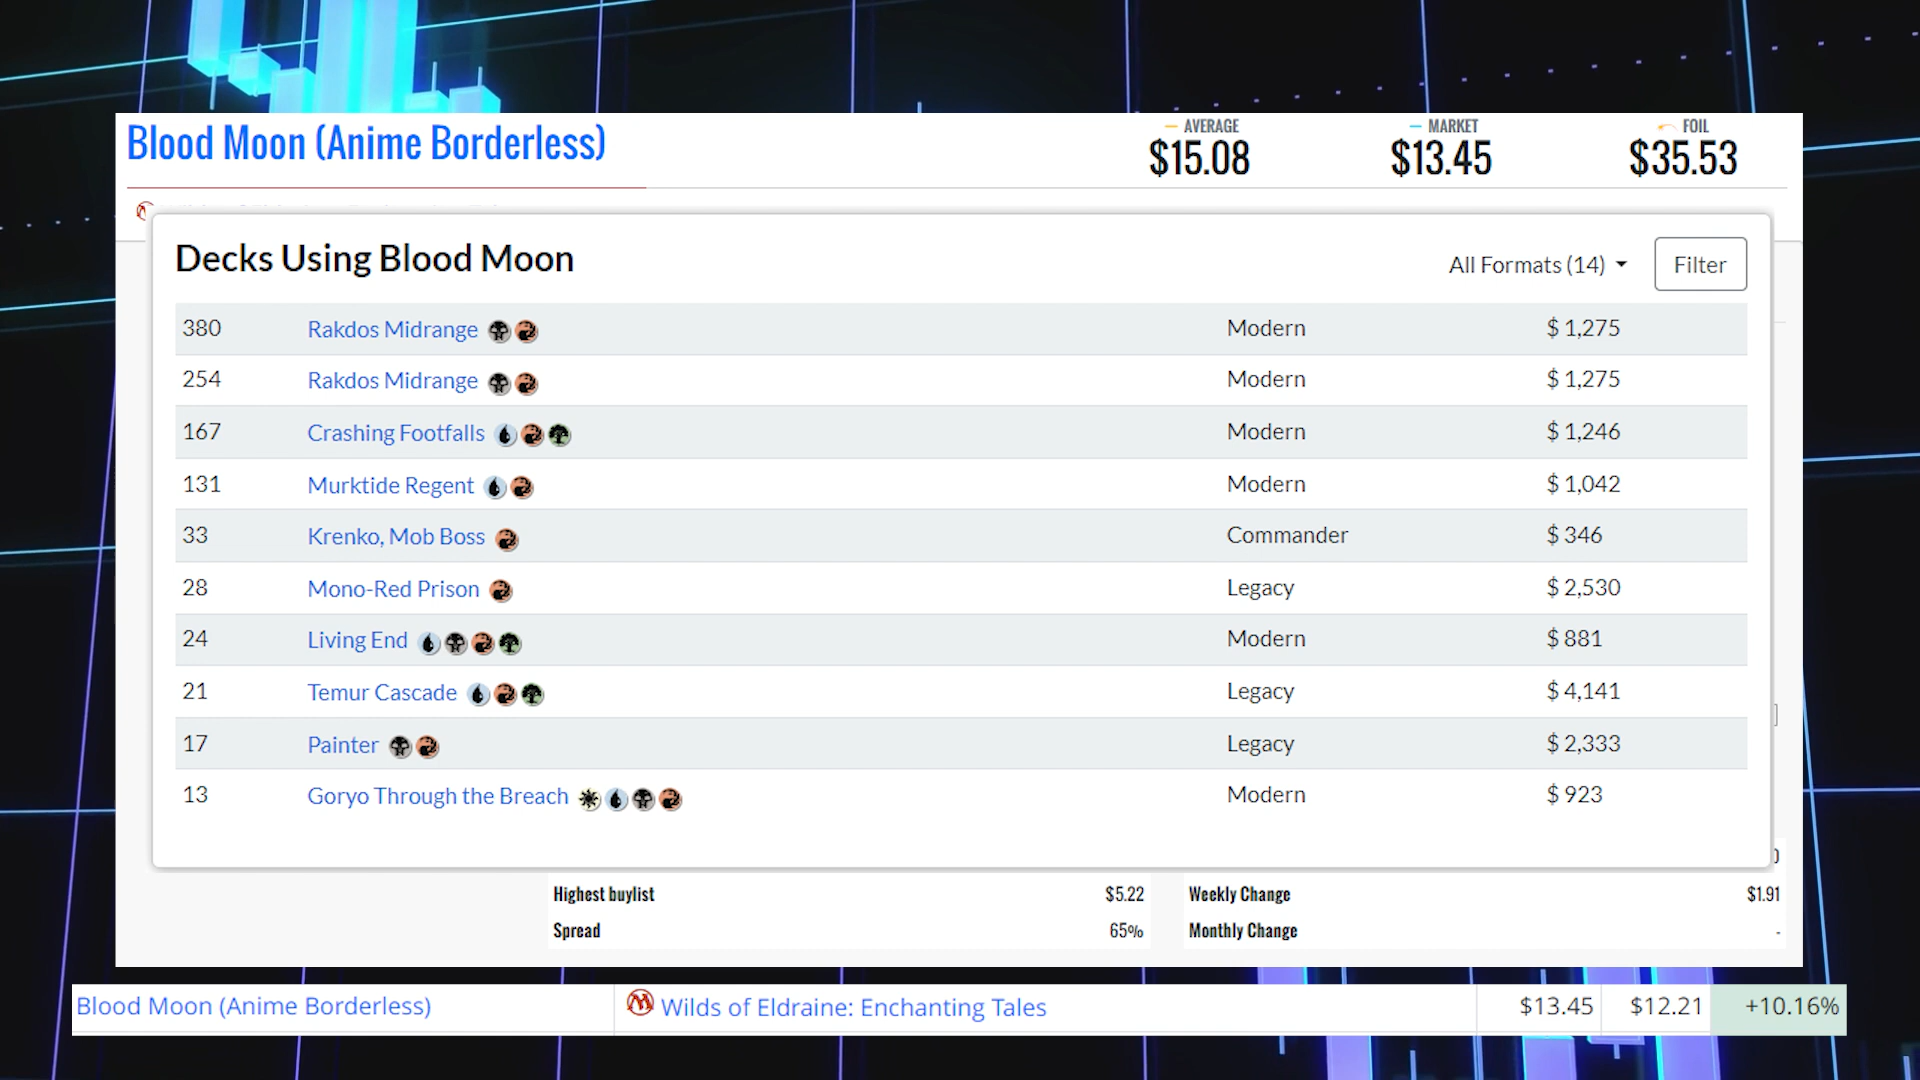 Blood Moon (Anime Borderless)
AVERAGE
$15.08
MARKET
$13.45
FOIL
$35.53
Decks Using Blood Moon
All Formats (14)
Filter
380 Rakdos Midrange Modern $ 1,275
254 Rakdos Midrange Modern $ 1,275
167 Crashing Footfalls Modern $ 1,246
131 Murktide Regent Modern $ 1,042
33 Krenko, Mob Boss Commander $ 346
28 Mono-Red Prison Legacy $ 2,530
24 Living End Modern $ 881
21 Temur Cascade Legacy $ 4,141
17 Painter Legacy $ 2,333
13 Goryo Through the Breach Modern $ 923
Highest buylist $5.22 Weekly Change $1.91
Spread 65% Monthly Change -
Blood Moon (Anime Borderless) Wilds of Eldraine: Enchanting Tales $13.45 $12.21 +10.16%